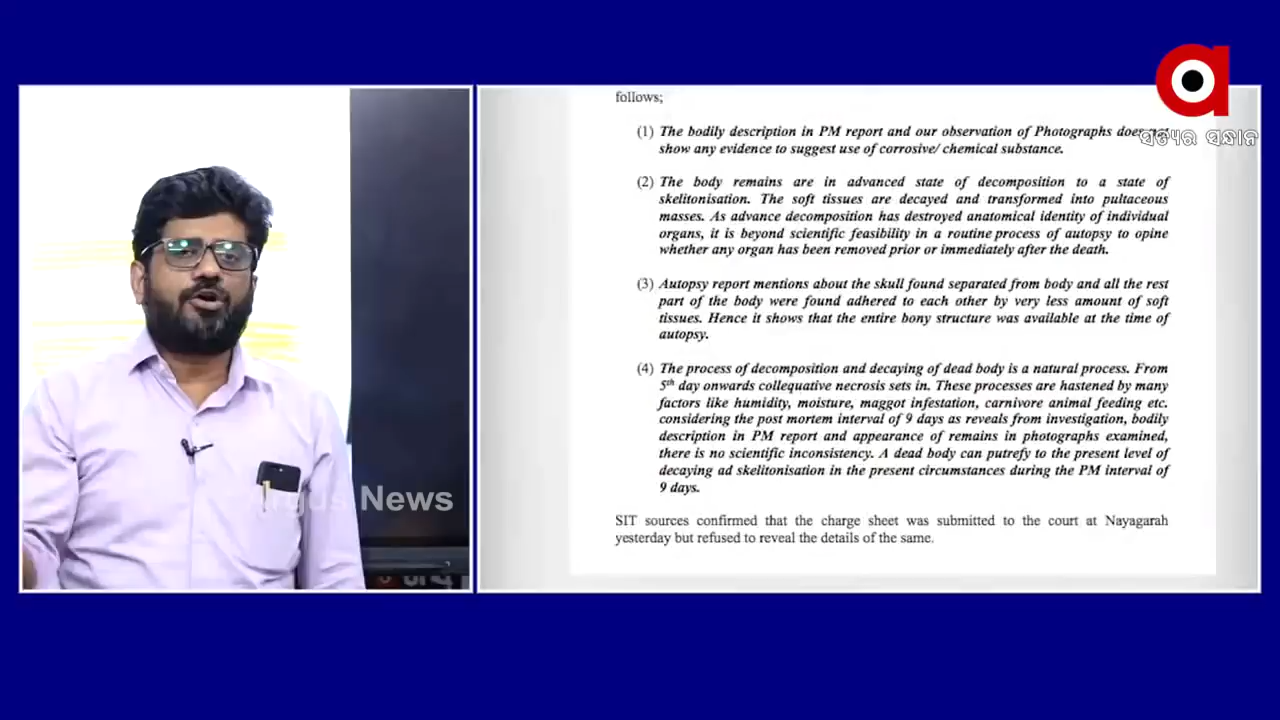 follows;
(1) The bodily description in PM report and our observation of Photographs does
show any evidence to suggest use of corrosive/ chemical substance.
(2) The body remains are in advanced state of decomposition to a state of
skelitonisation. The soft tissues are decayed and transformed into pultaceous
masses. As advance decomposition has destroyed anatomical identity of individual
organs, it is beyond scientific feasibility in a routine process of autopsy to opine
whether any organ has been removed prior or immediately after the death.
(3) Autopsy report mentions about the skull found separated from body and all the rest
part of the body were found adhered to each other by very less amount of soft
tissues. Hence it shows that the entire bony structure was available at the time of
autopsy.
(4) The process of decomposition and decaying of dead body is a natural process. From
5th day onwards collequative necrosis sets in. These processes are hastened by many
factors like humidity, moisture, maggot infestation, carnivore animal feeding etc.
considering the post mortem interval of 9 days as reveals from investigation, bodily
description in PM report and appearance of remains in photographs examined,
there is no scientific inconsistency. A dead body can putrefy to the present level of
decaying ad skelitonisation in the present circumstances during the PM interval of
9 days.
SIT sources confirmed that the charge sheet was submitted to the court at Nayagarah
yesterday but refused to reveal the details of the same.
a
ସତ୍ୟର ସନ୍ଧାନ
Argus News